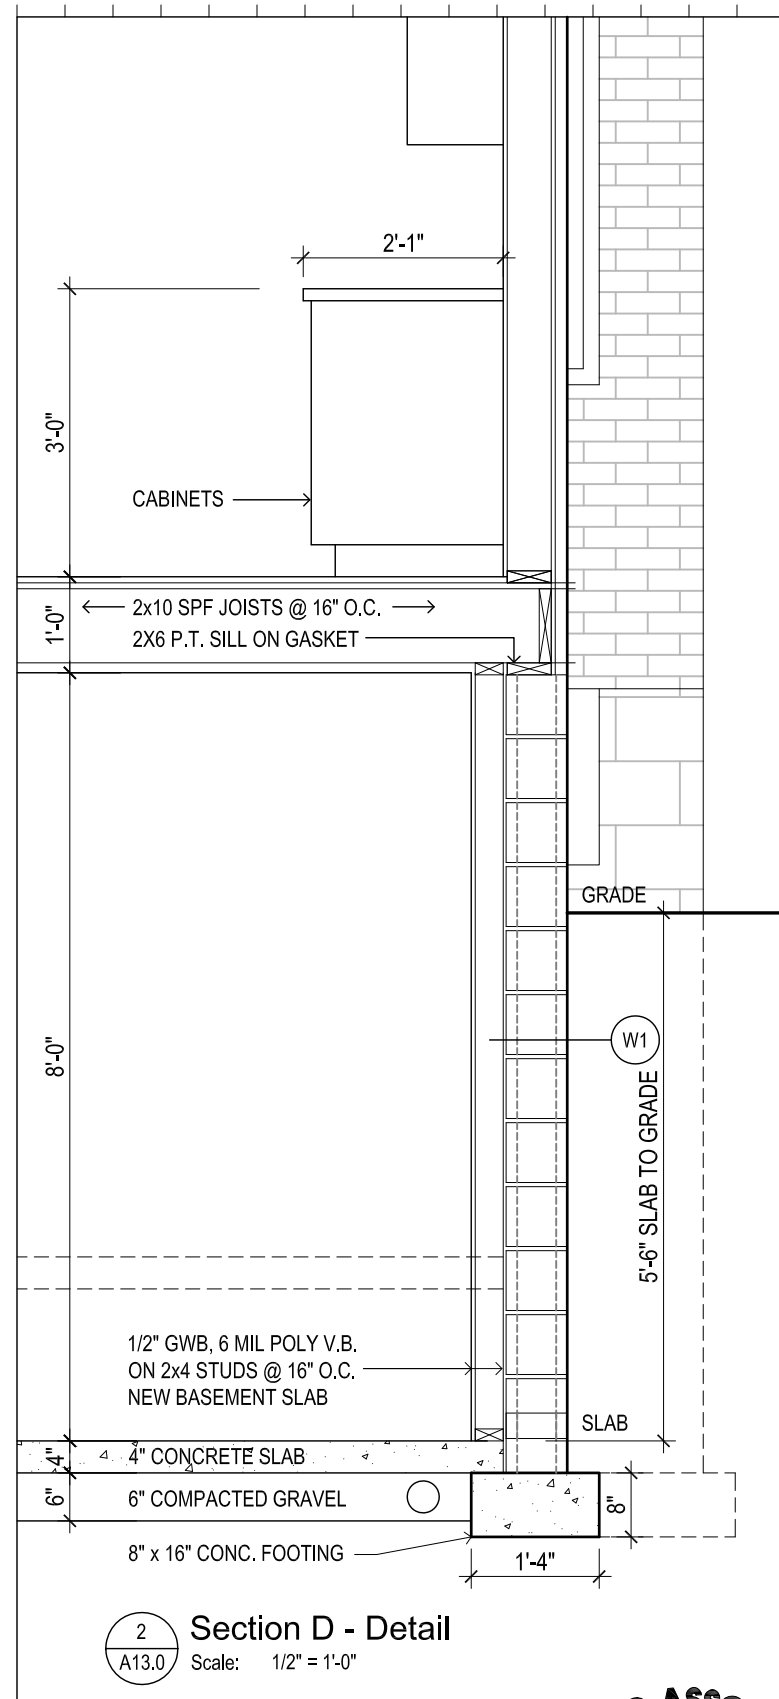 2'-1"
3'-0"
CABINETS
1'-0"
2x10 SPF JOISTS @ 16" O.C.
2X6 P.T. SILL ON GASKET
GRADE
8'-0"
W1
5'-6" SLAB TO GRADE
1/2" GWB, 6 MIL POLY V.B.
ON 2x4 STUDS @ 16" O.C.
NEW BASEMENT SLAB
SLAB
4"
4" CONCRETE SLAB
6"
6" COMPACTED GRAVEL
8"
8" x 16" CONC. FOOTING
1'-4"
2
A13.0
Section D - Detail
Scale: 1/2" = 1'-0"